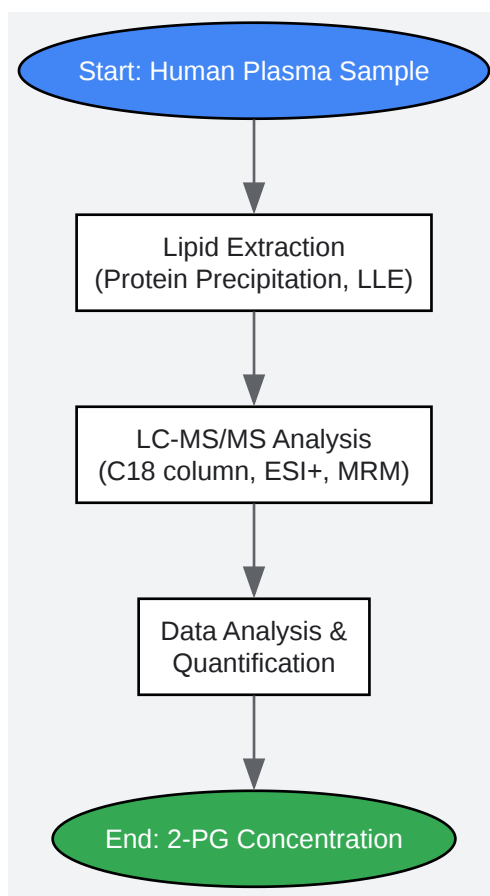 Start: Human Plasma Sample
Lipid Extraction
(Protein Precipitation, LLE)
LC-MS/MS Analysis
(C18 column, ESI+, MRM)
Data Analysis &
Quantification
End: 2-PG Concentration